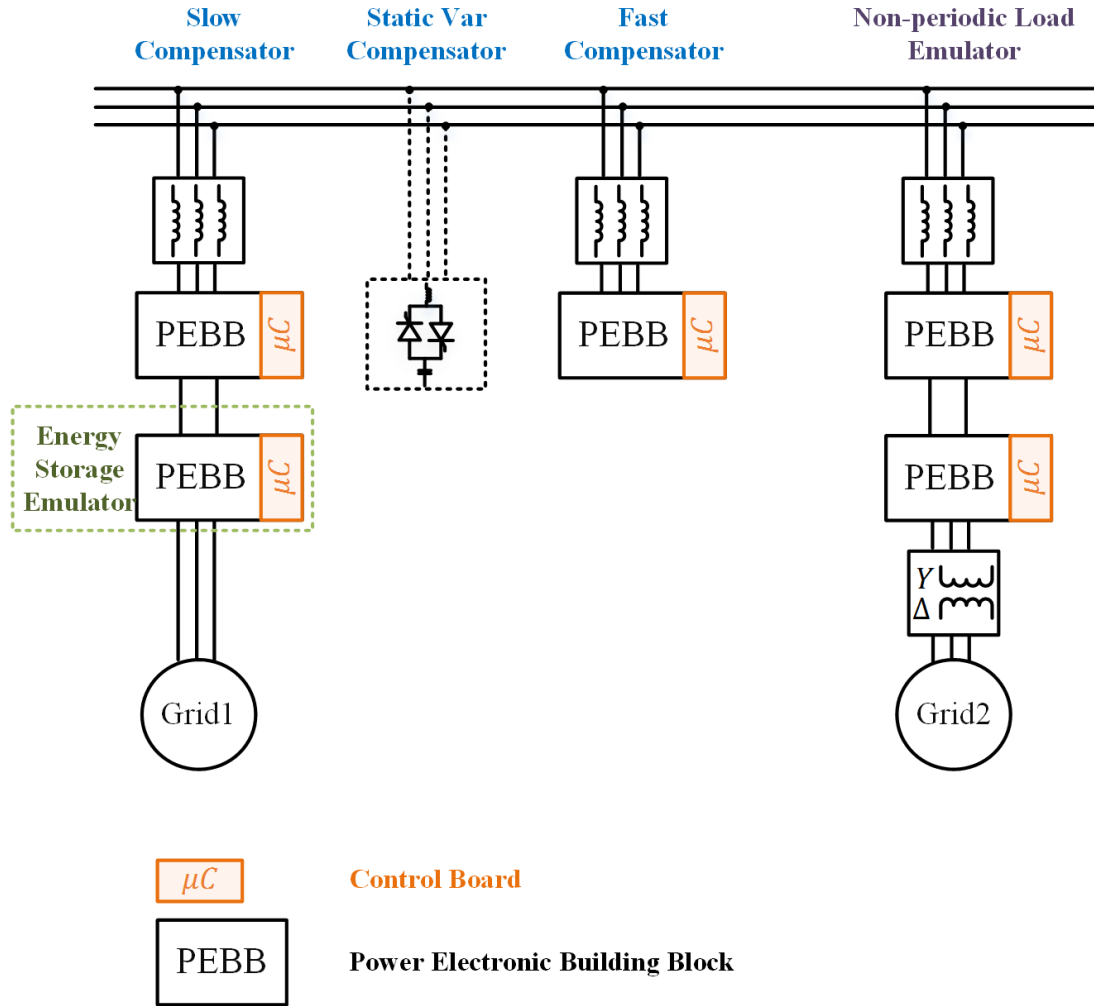 Slow
Compensator
Static Var
Compensator
Fast
Compensator
Non-periodic Load
Emulator
PEBB
μC
PEBB
μC
PEBB
μC
Energy
Storage
Emulator
PEBB
μC
PEBB
μC
Y
Δ
Grid1
Grid2
μC
Control Board
PEBB
Power Electronic Building Block